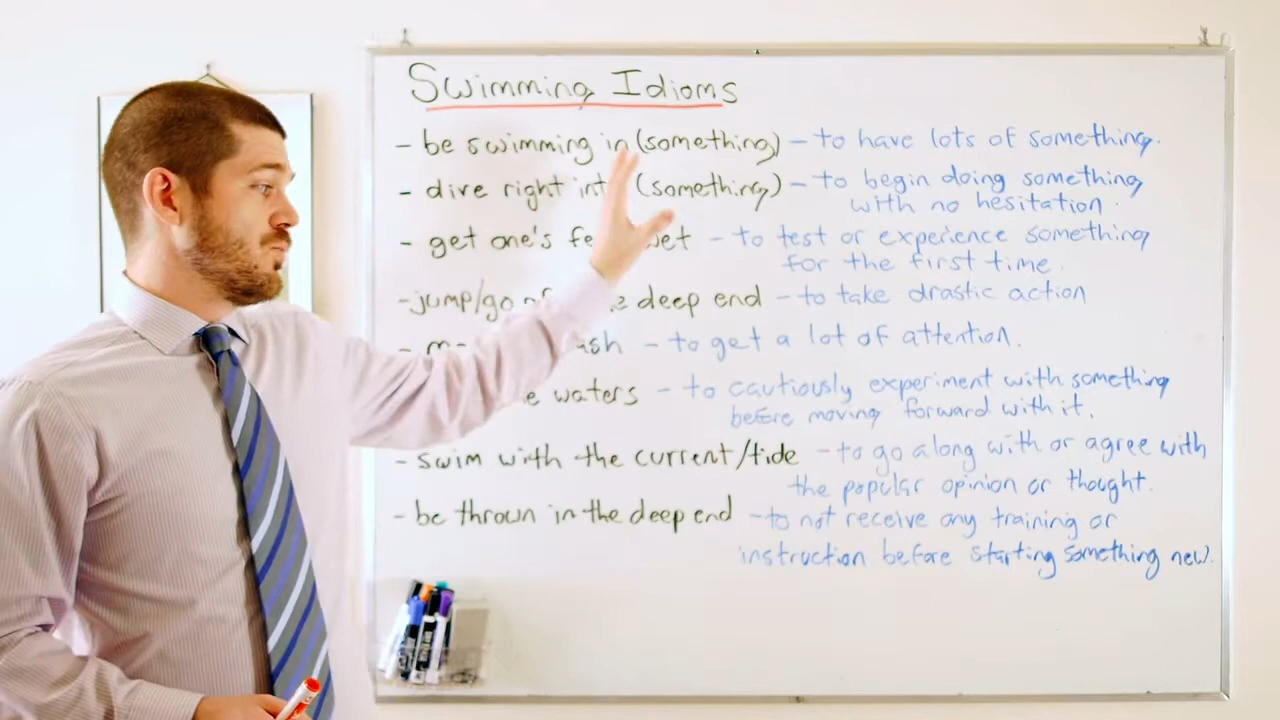 Swimming Idioms
- be swimming in (something) - to have lots of something.
- dive right int (something) - to begin doing something
with no hesitation.
- get one's fe wet - to test or experience something
for the first time.
- jump/go of e deep end - to take drastic action
- m ash - to get a lot of attention.
e waters - to cautiously experiment with something
before moving forward with it.
- swim with the current/tide - to go along with or agree with
the popular opinion or thought.
- be thrown in the deep end - to not receive any training or
instruction before starting something new.